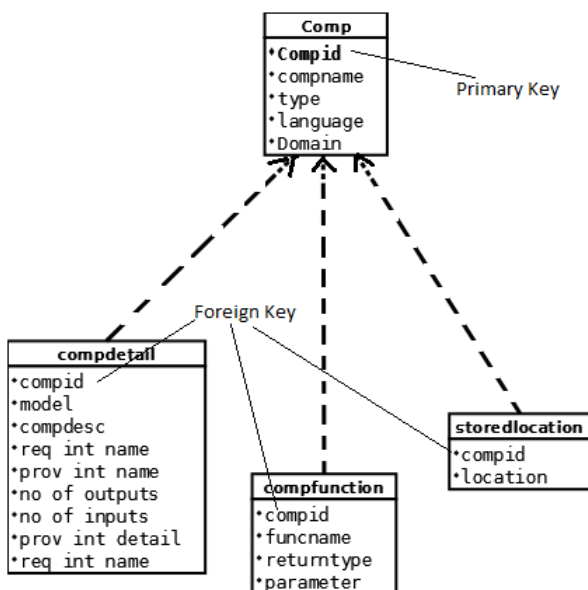 Comp
Compid
compname
type
language
Domain
Primary Key
Foreign Key
compdetail
compid
model
compdesc
req int name
prov int name
no of outputs
no of inputs
prov int detail
req int name
compfunction
compid
funcname
returntype
parameter
storedlocation
compid
location